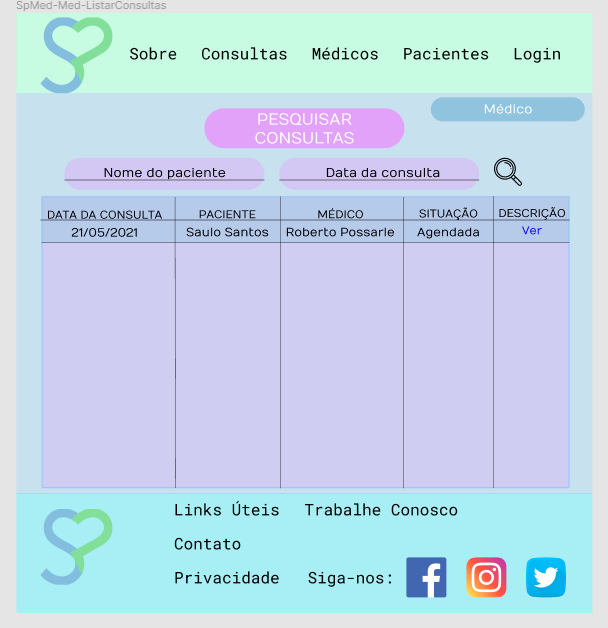 SpMed-Med-ListarConsultas
Sobre Consultas Médicos Pacientes Login
Médico
PESQUISAR
CONSULTAS
Nome do paciente Data da consulta
DATA DA CONSULTA PACIENTE MÉDICO SITUAÇÃO DESCRIÇÃO
21/05/2021 Saulo Santos Roberto Possarle Agendada Ver
Links Úteis Trabalhe Conosco
Contato
Privacidade Siga-nos: